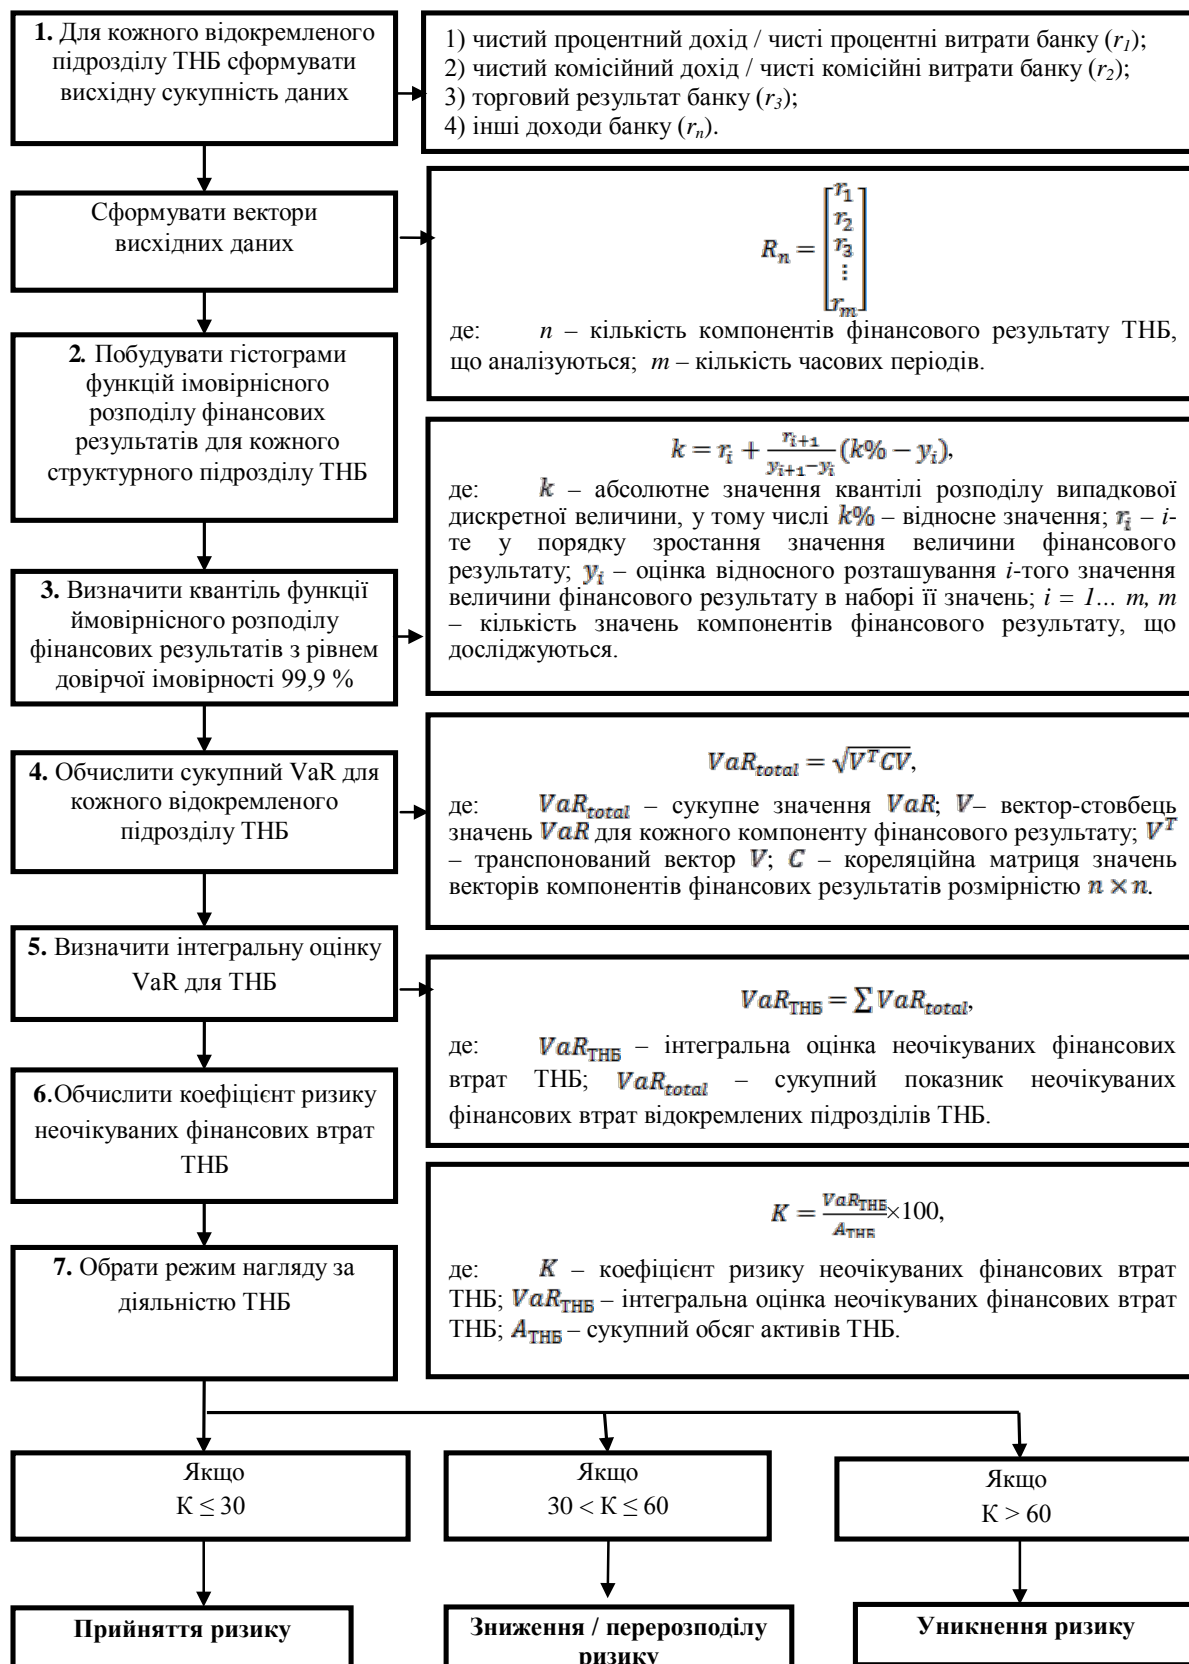 1. Для кожного відокремленого
підрозділу ТНБ сформувати
висхідну сукупність даних
1) чистий процентний дохід / чисті процентні витрати банку (r₁);
2) чистий комісійний дохід / чисті комісійні витрати банку (r₂);
3) торговий результат банку (r₃);
4) інші доходи банку (rₙ).
Сформувати вектори
висхідних даних
Rₙ = [r₁ r₂ r₃ ⋮ rₘ]
де: n – кількість компонентів фінансового результату ТНБ,
що аналізуються; m – кількість часових періодів.
2. Побудувати гістограми
функцій імовірнісного
розподілу фінансових
результатів для кожного
структурного підрозділу ТНБ
k = rᵢ + rᵢ₊₁/(yᵢ₊₁−yᵢ) (k% − yᵢ),
де: k – абсолютне значення квантілі розподілу випадкової
дискретної величини, у тому числі k% – відносне значення; rᵢ – i-
те у порядку зростання значення величини фінансового
результату; yᵢ – оцінка відносного розташування i-того значення
величини фінансового результату в наборі її значень; i = 1... m, m
– кількість значень компонентів фінансового результату, що
досліджуються.
3. Визначити квантіль функції
ймовірнісного розподілу
фінансових результатів з рівнем
довірчої імовірності 99,9 %
4. Обчислити сукупний VaR для
кожного відокремленого
підрозділу ТНБ
VaR_total = √(VᵀCV),
де: VaR_total – сукупне значення VaR; V– вектор-стовбець
значень VaR для кожного компоненту фінансового результату; Vᵀ
– транспонований вектор V; C – кореляційна матриця значень
векторів компонентів фінансових результатів розмірністю n × n.
5. Визначити інтегральну оцінку
VaR для ТНБ
VaR_ТНБ = ∑ VaR_total,
де: VaR_ТНБ – інтегральна оцінка неочікуваних фінансових
втрат ТНБ; VaR_total – сукупний показник неочікуваних
фінансових втрат відокремлених підрозділів ТНБ.
6.Обчислити коефіцієнт ризику
неочікуваних фінансових втрат
ТНБ
K = VaR_ТНБ/A_ТНБ ×100,
де: K – коефіцієнт ризику неочікуваних фінансових втрат
ТНБ; VaR_ТНБ – інтегральна оцінка неочікуваних фінансових втрат
ТНБ; A_ТНБ – сукупний обсяг активів ТНБ.
7. Обрати режим нагляду за
діяльністю ТНБ
Якщо
К ≤ 30
Якщо
30 < К ≤ 60
Якщо
К > 60
Прийняття ризику
Зниження / перерозподілу
ризику
Уникнення ризику